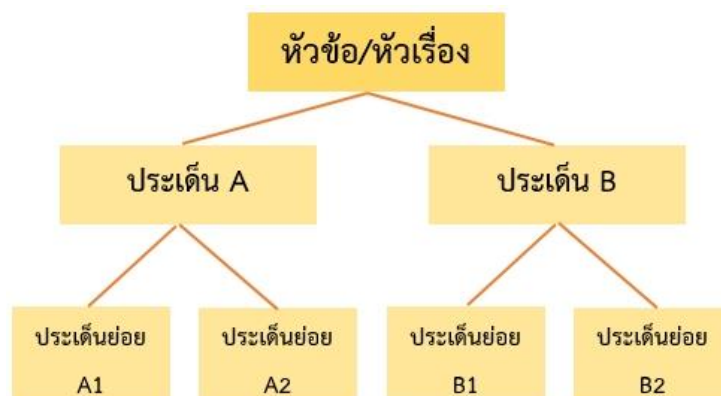 หัวข้อ/หัวเรื่อง
ประเด็น A
ประเด็น B
ประเด็นย่อย
A1
ประเด็นย่อย
A2
ประเด็นย่อย
B1
ประเด็นย่อย
B2